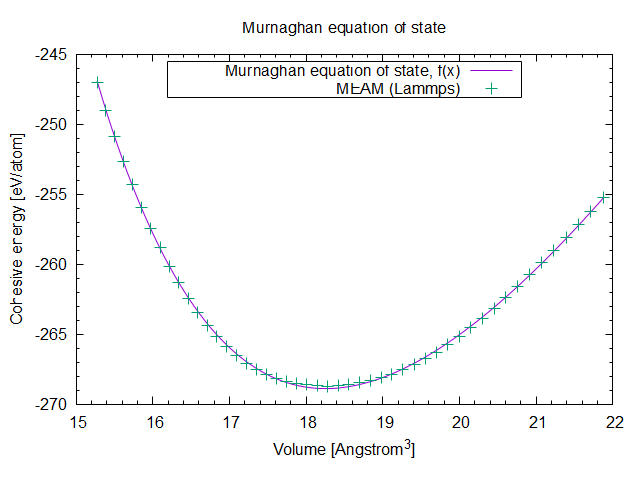 Murnaghan equation of state
Murnaghan equation of state, f(x)
MEAM (Lammps)
Cohesive energy [eV/atom]
-245
-250
-255
-260
-265
-270
15 16 17 18 19 20 21 22
Volume [Angstrom³]